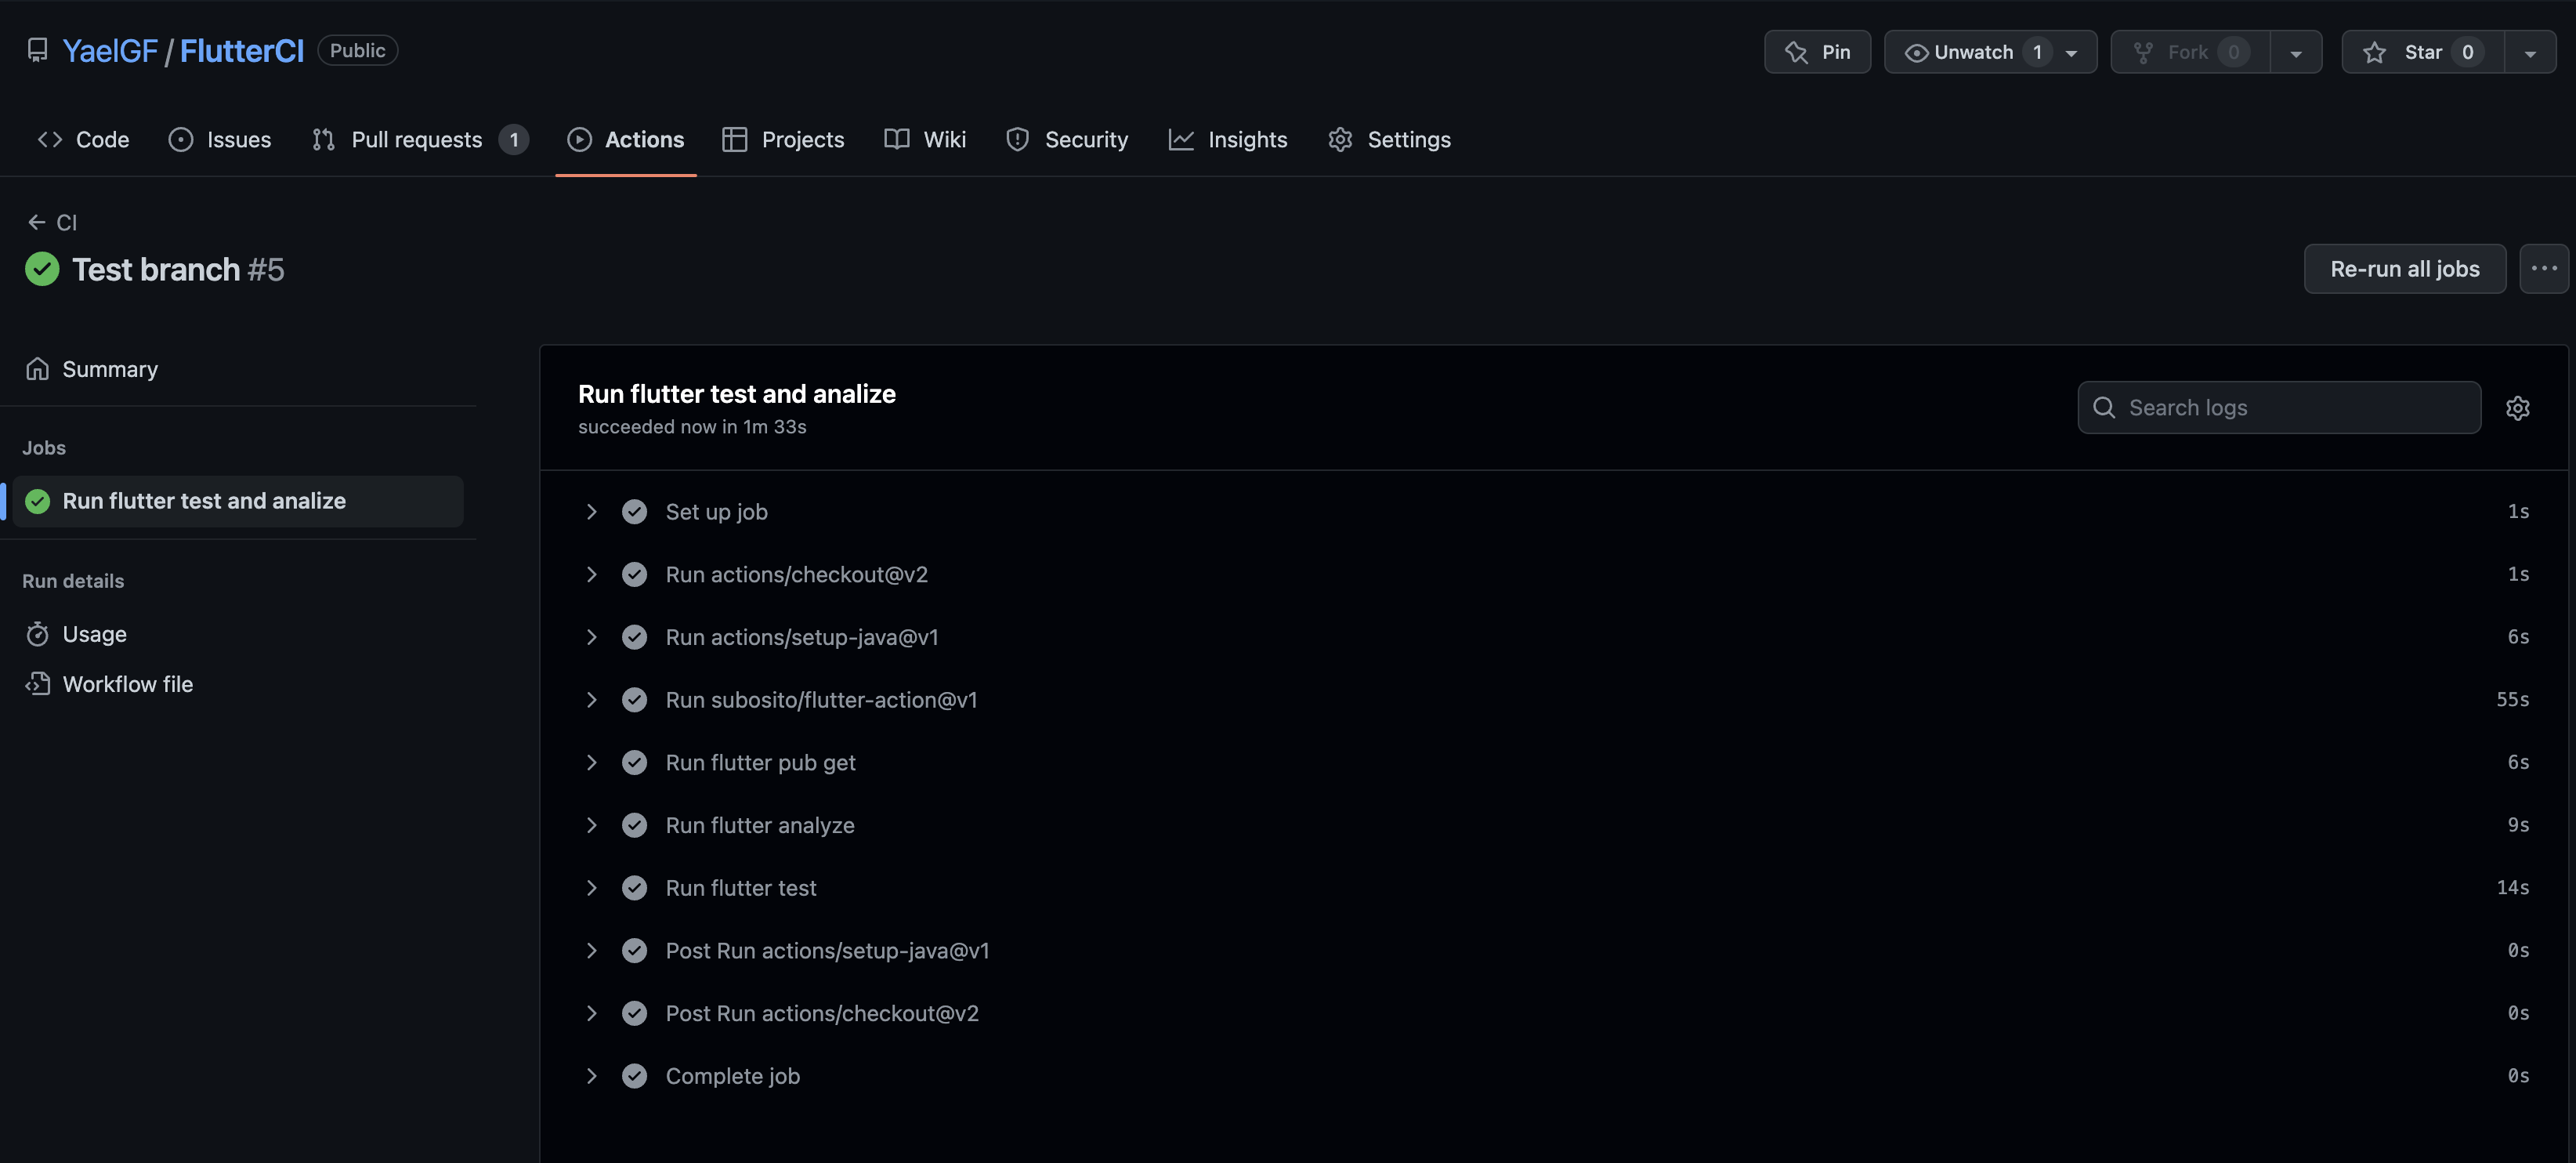 YaelGF / FlutterCI Public
Pin Unwatch 1 Fork 0 Star 0
Code Issues Pull requests 1 Actions Projects Wiki Security Insights Settings
CI
Test branch #5
Re-run all jobs
Summary
Jobs
Run flutter test and analize
Run details
Usage
Workflow file
Run flutter test and analize
succeeded now in 1m 33s
Search logs
Set up job 1s
Run actions/checkout@v2 1s
Run actions/setup-java@v1 6s
Run subosito/flutter-action@v1 55s
Run flutter pub get 6s
Run flutter analyze 9s
Run flutter test 14s
Post Run actions/setup-java@v1 0s
Post Run actions/checkout@v2 0s
Complete job 0s